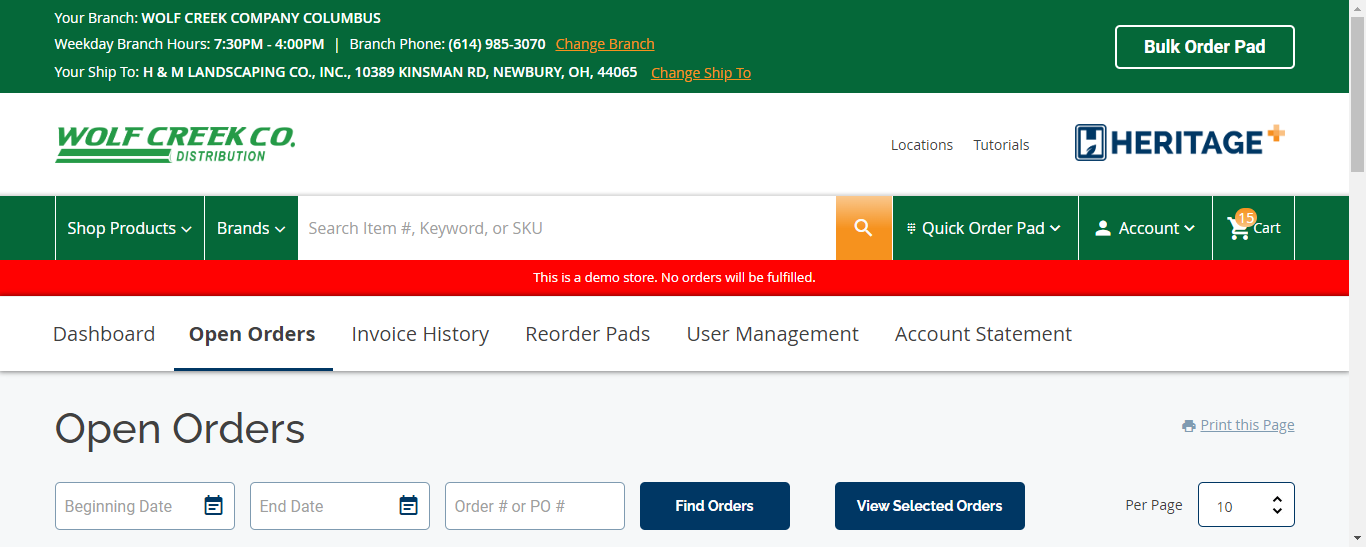 Your Branch: WOLF CREEK COMPANY COLUMBUS
Weekday Branch Hours: 7:30PM - 4:00PM | Branch Phone: (614) 985-3070 Change Branch
Bulk Order Pad
Your Ship To: H & M LANDSCAPING CO., INC., 10389 KINSMAN RD, NEWBURY, OH, 44065 Change Ship To
WOLF CREEK CO.
DISTRIBUTION
Locations Tutorials
HERITAGE+
Shop Products Brands Search Item #, Keyword, or SKU Quick Order Pad Account 15 Cart
This is a demo store. No orders will be fulfilled.
Dashboard Open Orders Invoice History Reorder Pads User Management Account Statement
Open Orders
Print this Page
Beginning Date End Date Order # or PO # Find Orders View Selected Orders Per Page 10